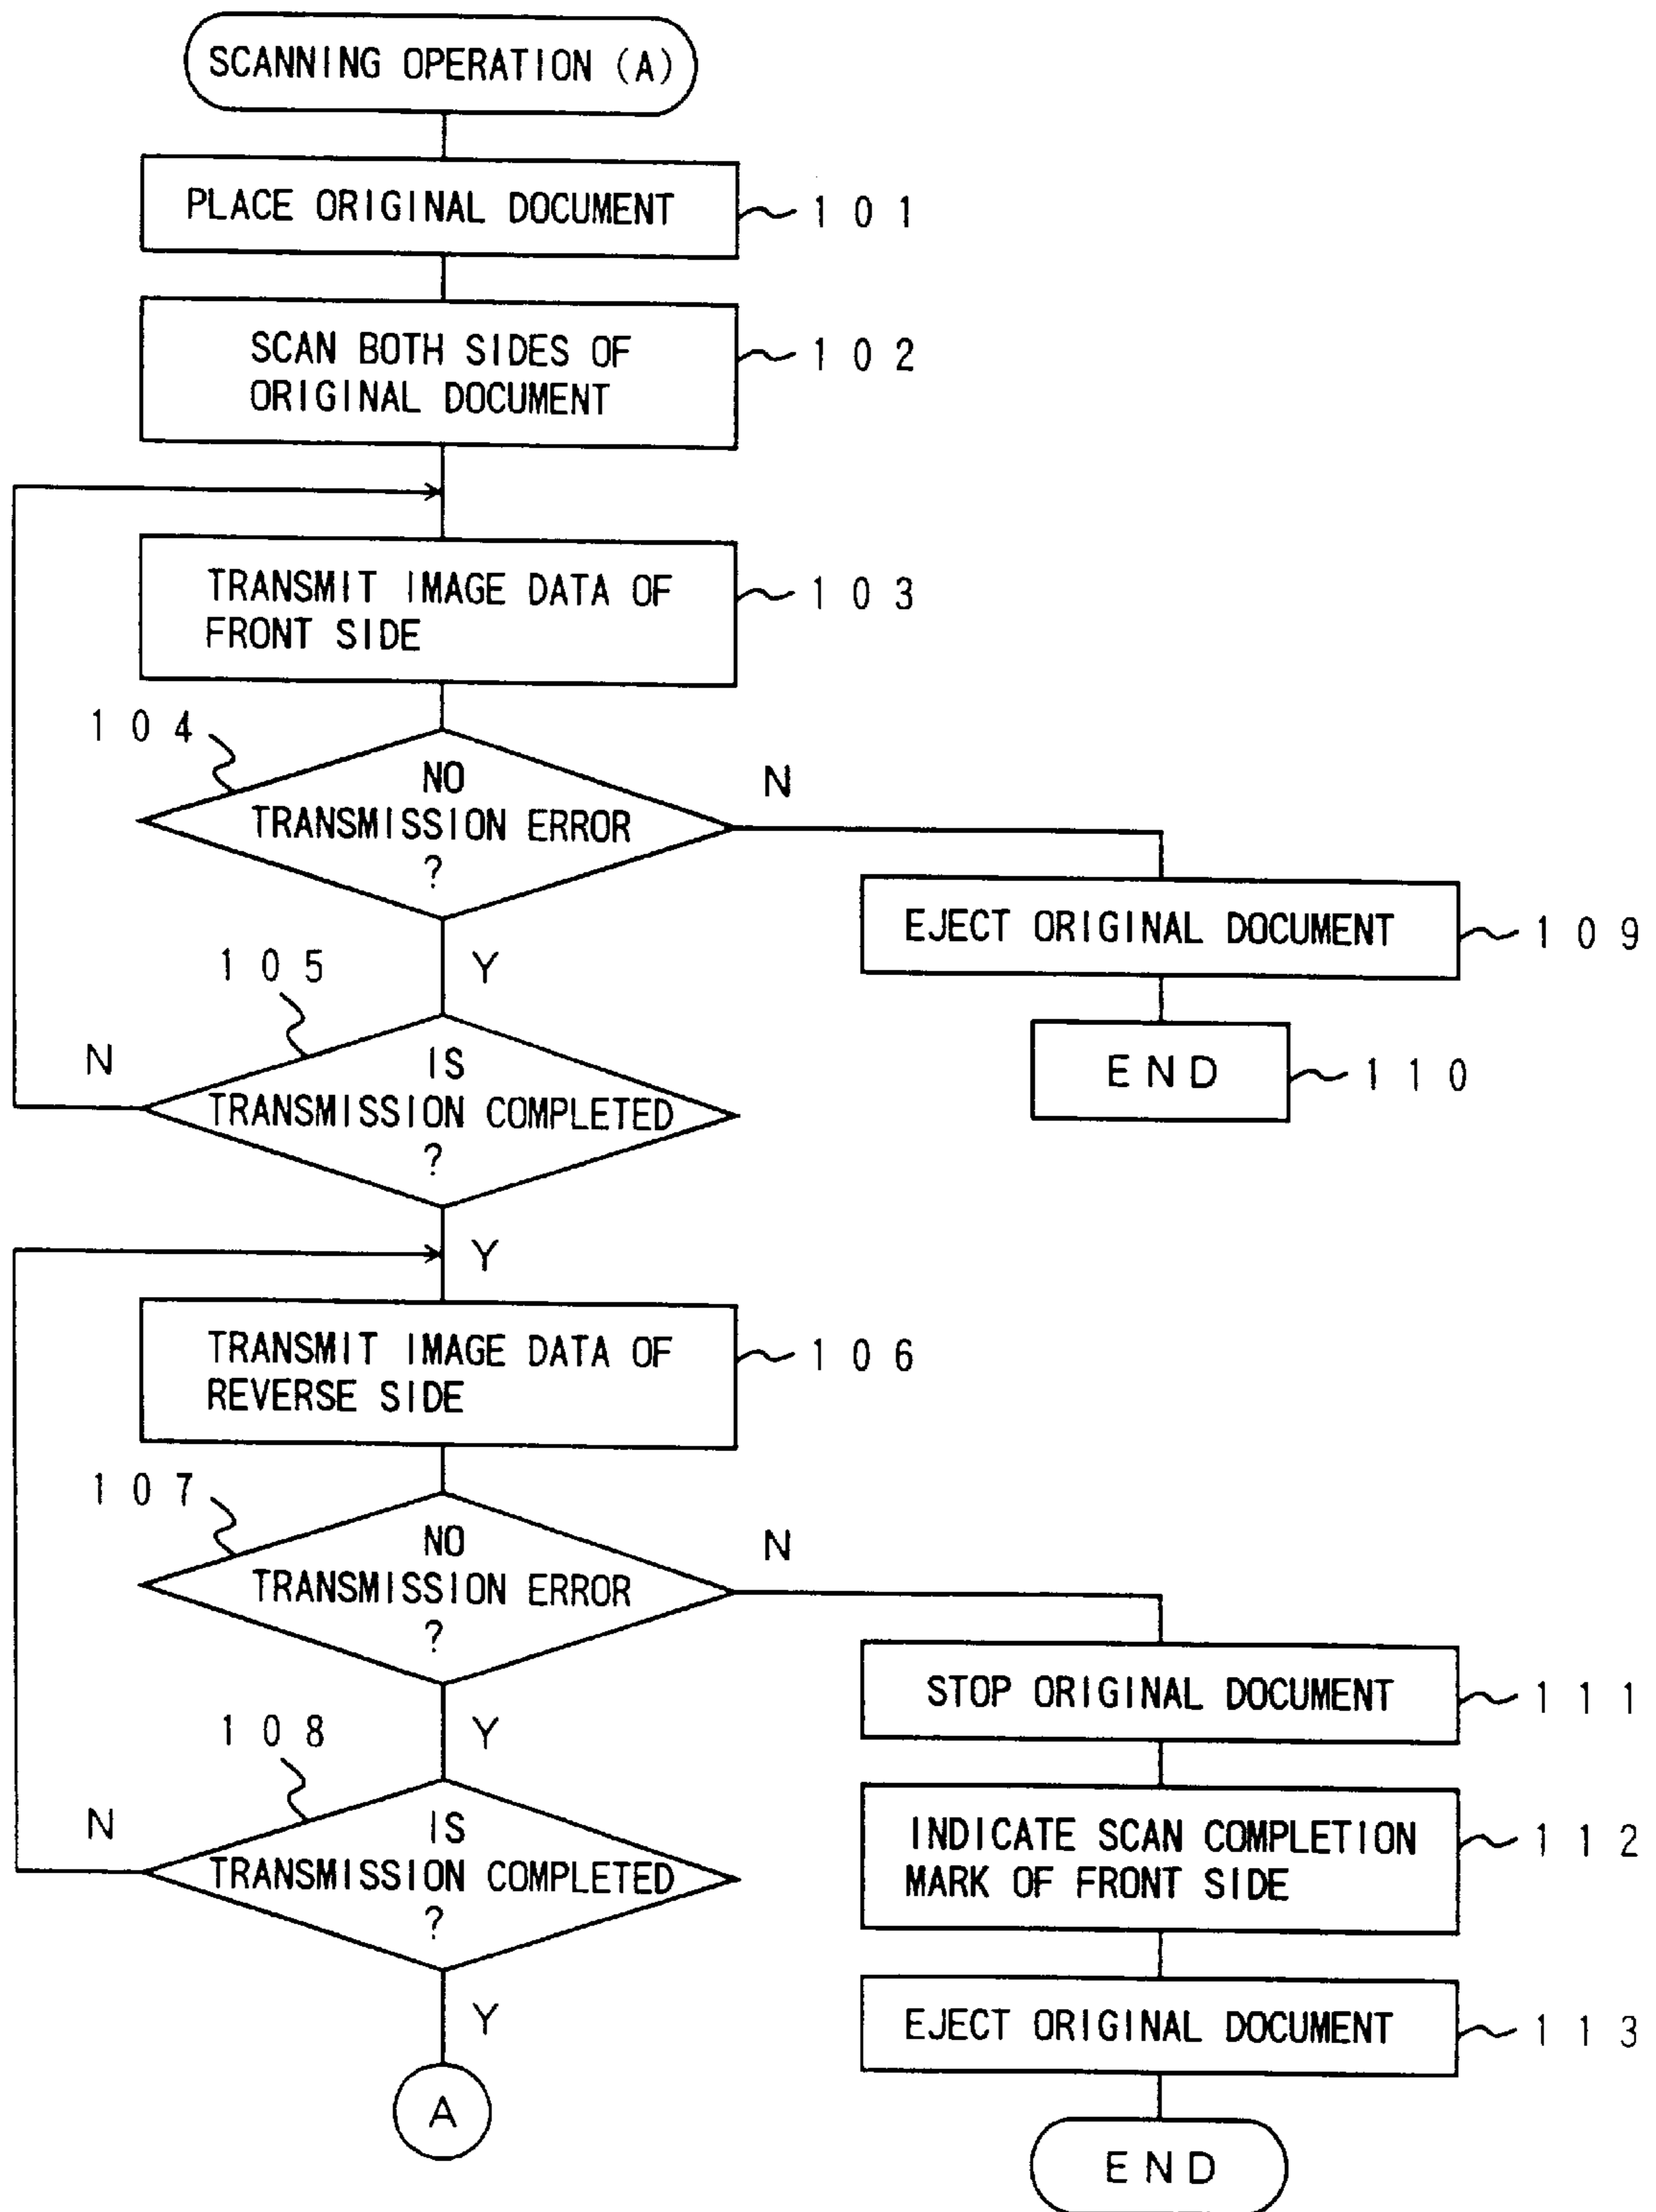 SCANNING OPERATION (A)
PLACE ORIGINAL DOCUMENT
101
SCAN BOTH SIDES OF
ORIGINAL DOCUMENT
102
TRANSMIT IMAGE DATA OF
FRONT SIDE
103
104
NO
TRANSMISSION ERROR
?
N
Y
EJECT ORIGINAL DOCUMENT
109
END
110
105
IS
TRANSMISSION COMPLETED
?
N
Y
TRANSMIT IMAGE DATA OF
REVERSE SIDE
106
107
NO
TRANSMISSION ERROR
?
N
Y
STOP ORIGINAL DOCUMENT
111
INDICATE SCAN COMPLETION
MARK OF FRONT SIDE
112
EJECT ORIGINAL DOCUMENT
113
END
108
IS
TRANSMISSION COMPLETED
?
N
Y
A